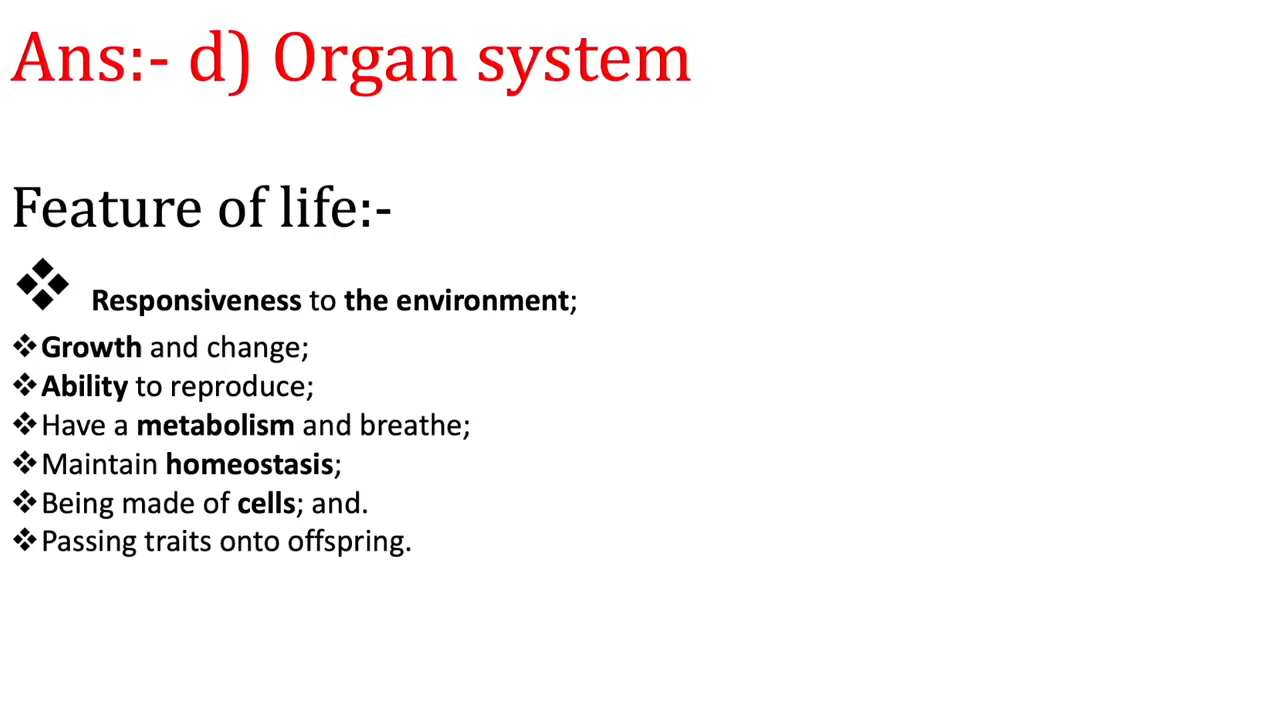 Ans:- d) Organ system
Feature of life:-
❖ Responsiveness to the environment;
❖Growth and change;
❖Ability to reproduce;
❖Have a metabolism and breathe;
❖Maintain homeostasis;
❖Being made of cells; and.
❖Passing traits onto offspring.